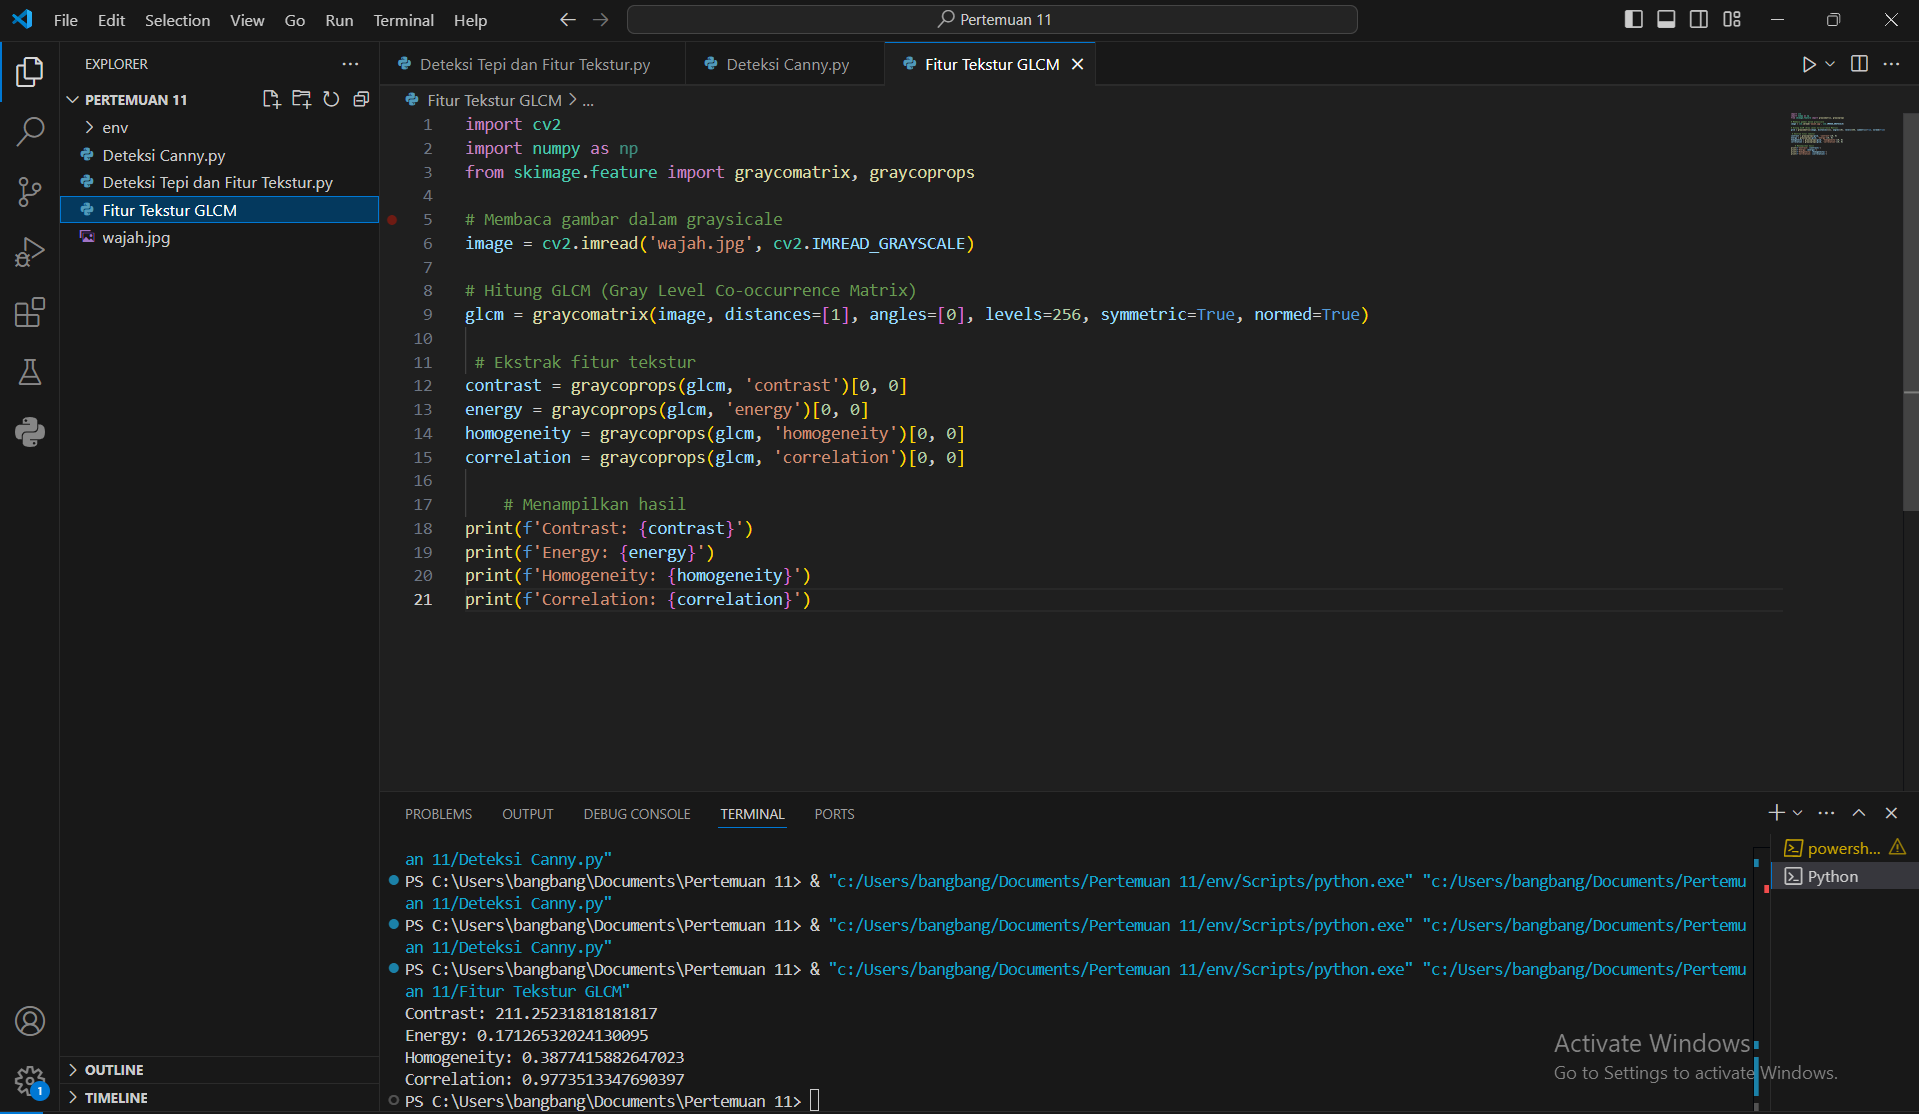 File Edit Selection View Go Run Terminal Help
Pertemuan 11
EXPLORER
PERTEMUAN 11
env
Deteksi Canny.py
Deteksi Tepi dan Fitur Tekstur.py
Fitur Tekstur GLCM
wajah.jpg
OUTLINE
TIMELINE
1
Deteksi Tepi dan Fitur Tekstur.py Deteksi Canny.py Fitur Tekstur GLCM
Fitur Tekstur GLCM > ...
1 import cv2
2 import numpy as np
3 from skimage.feature import graycomatrix, graycoprops
4
5 # Membaca gambar dalam graysicale
6 image = cv2.imread('wajah.jpg', cv2.IMREAD_GRAYSCALE)
7
8 # Hitung GLCM (Gray Level Co-occurrence Matrix)
9 glcm = graycomatrix(image, distances=[1], angles=[0], levels=256, symmetric=True, normed=True)
10
11 # Ekstrak fitur tekstur
12 contrast = graycoprops(glcm, 'contrast')[0, 0]
13 energy = graycoprops(glcm, 'energy')[0, 0]
14 homogeneity = graycoprops(glcm, 'homogeneity')[0, 0]
15 correlation = graycoprops(glcm, 'correlation')[0, 0]
16
17 # Menampilkan hasil
18 print(f'Contrast: {contrast}')
19 print(f'Energy: {energy}')
20 print(f'Homogeneity: {homogeneity}')
21 print(f'Correlation: {correlation}')
PROBLEMS OUTPUT DEBUG CONSOLE TERMINAL PORTS
an 11/Deteksi Canny.py"
PS C:\Users\bangbang\Documents\Pertemuan 11> & "c:/Users/bangbang/Documents/Pertemuan 11/env/Scripts/python.exe" "c:/Users/bangbang/Documents/Pertemu
an 11/Deteksi Canny.py"
PS C:\Users\bangbang\Documents\Pertemuan 11> & "c:/Users/bangbang/Documents/Pertemuan 11/env/Scripts/python.exe" "c:/Users/bangbang/Documents/Pertemu
an 11/Deteksi Canny.py"
PS C:\Users\bangbang\Documents\Pertemuan 11> & "c:/Users/bangbang/Documents/Pertemuan 11/env/Scripts/python.exe" "c:/Users/bangbang/Documents/Pertemu
an 11/Fitur Tekstur GLCM"
Contrast: 211.25231818181817
Energy: 0.17126532024130095
Homogeneity: 0.3877415882647023
Correlation: 0.9773513347690397
PS C:\Users\bangbang\Documents\Pertemuan 11>
powersh...
Python
Activate Windows
Go to Settings to activate Windows.